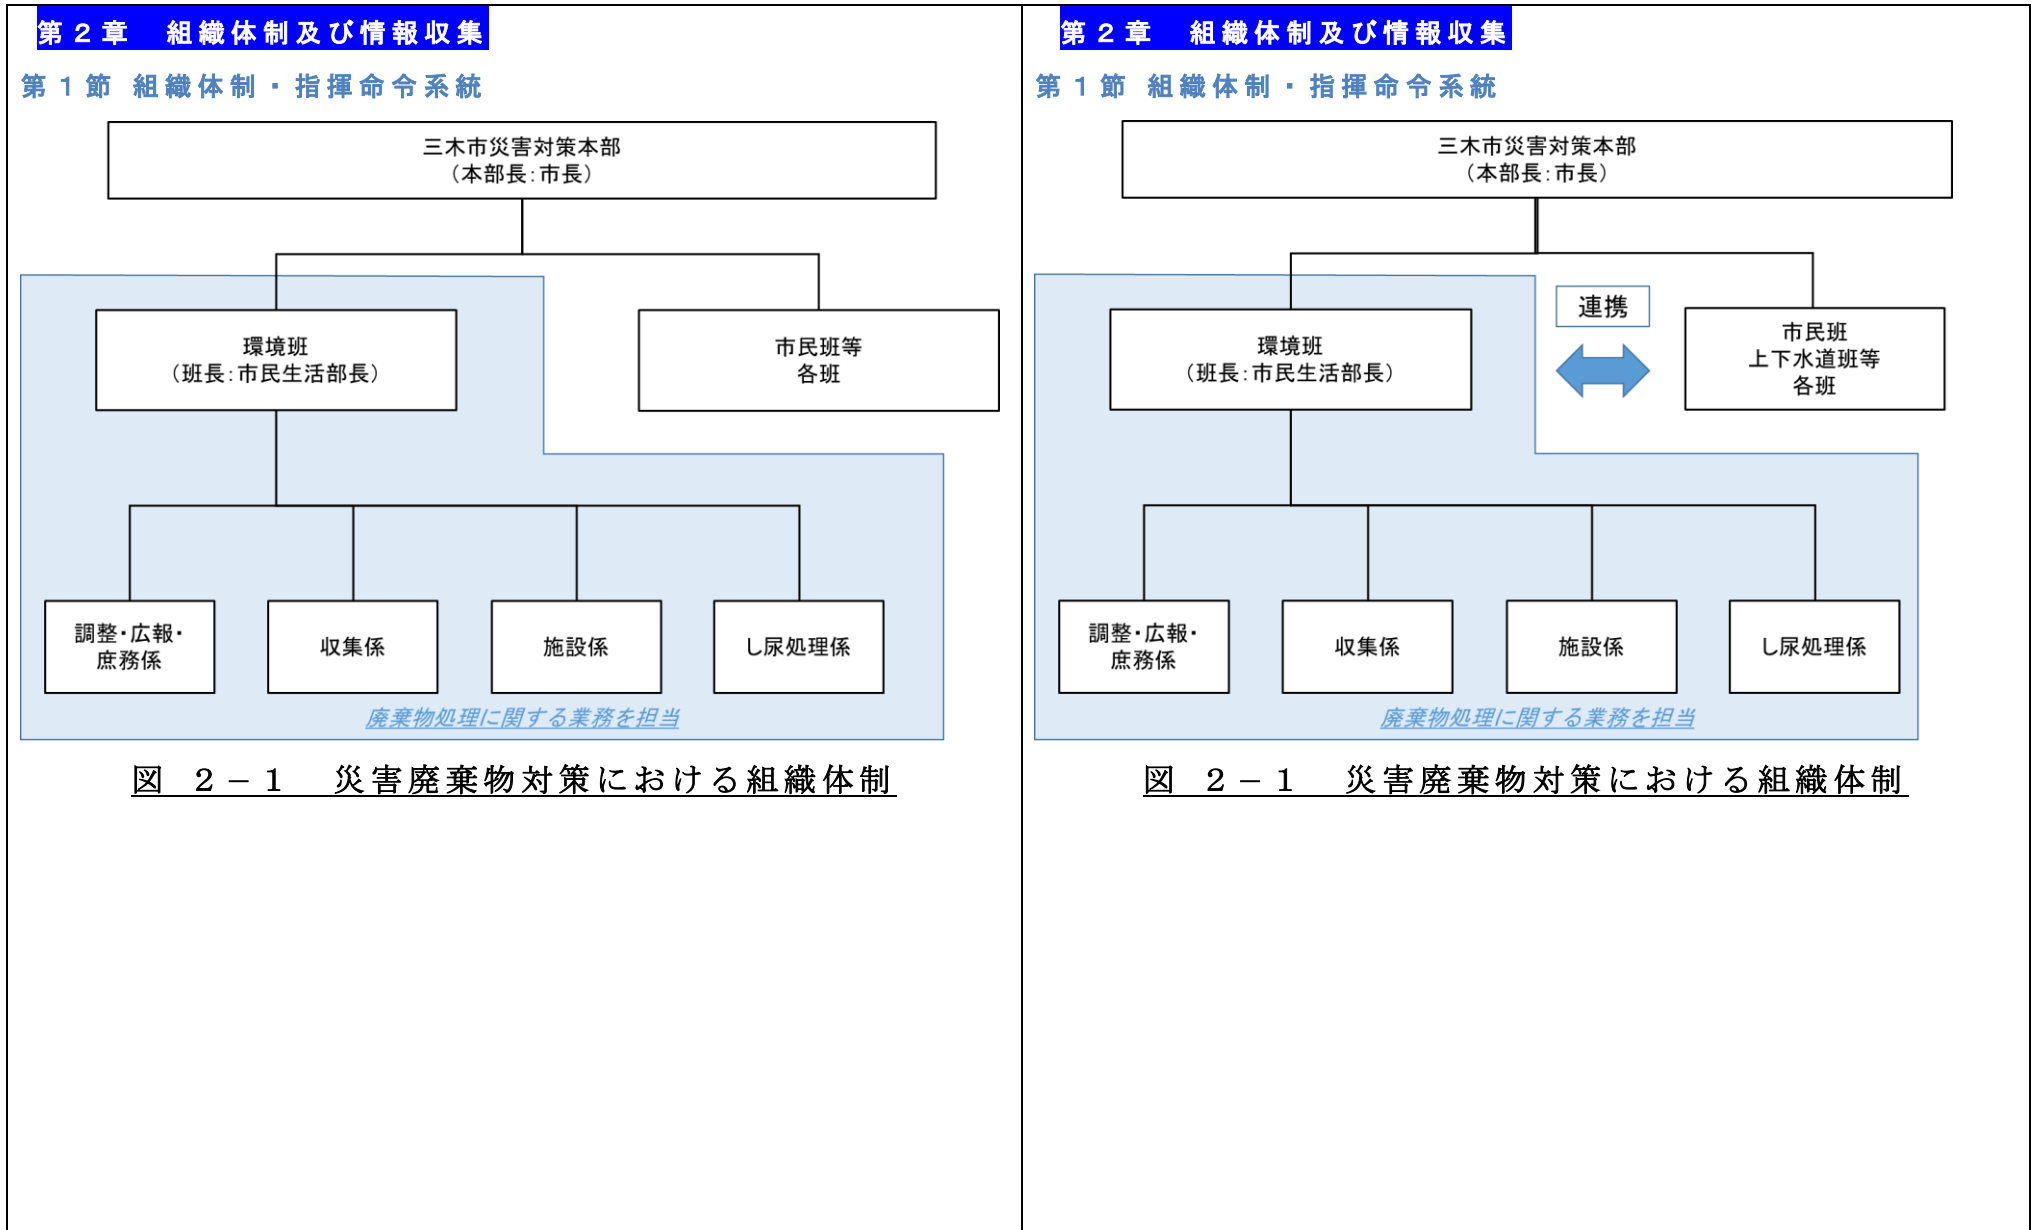 第２章　組織体制及び情報収集
第１節 組織体制・指揮命令系統
三木市災害対策本部
（本部長：市長）
環境班
（班長：市民生活部長）
市民班等
各班
調整・広報・
庶務係
収集係
施設係
し尿処理係
廃棄物処理に関する業務を担当
図　２－１　災害廃棄物対策における組織体制
第２章　組織体制及び情報収集
第１節 組織体制・指揮命令系統
三木市災害対策本部
（本部長：市長）
環境班
（班長：市民生活部長）
連携
市民班
上下水道班等
各班
調整・広報・
庶務係
収集係
施設係
し尿処理係
廃棄物処理に関する業務を担当
図　２－１　災害廃棄物対策における組織体制